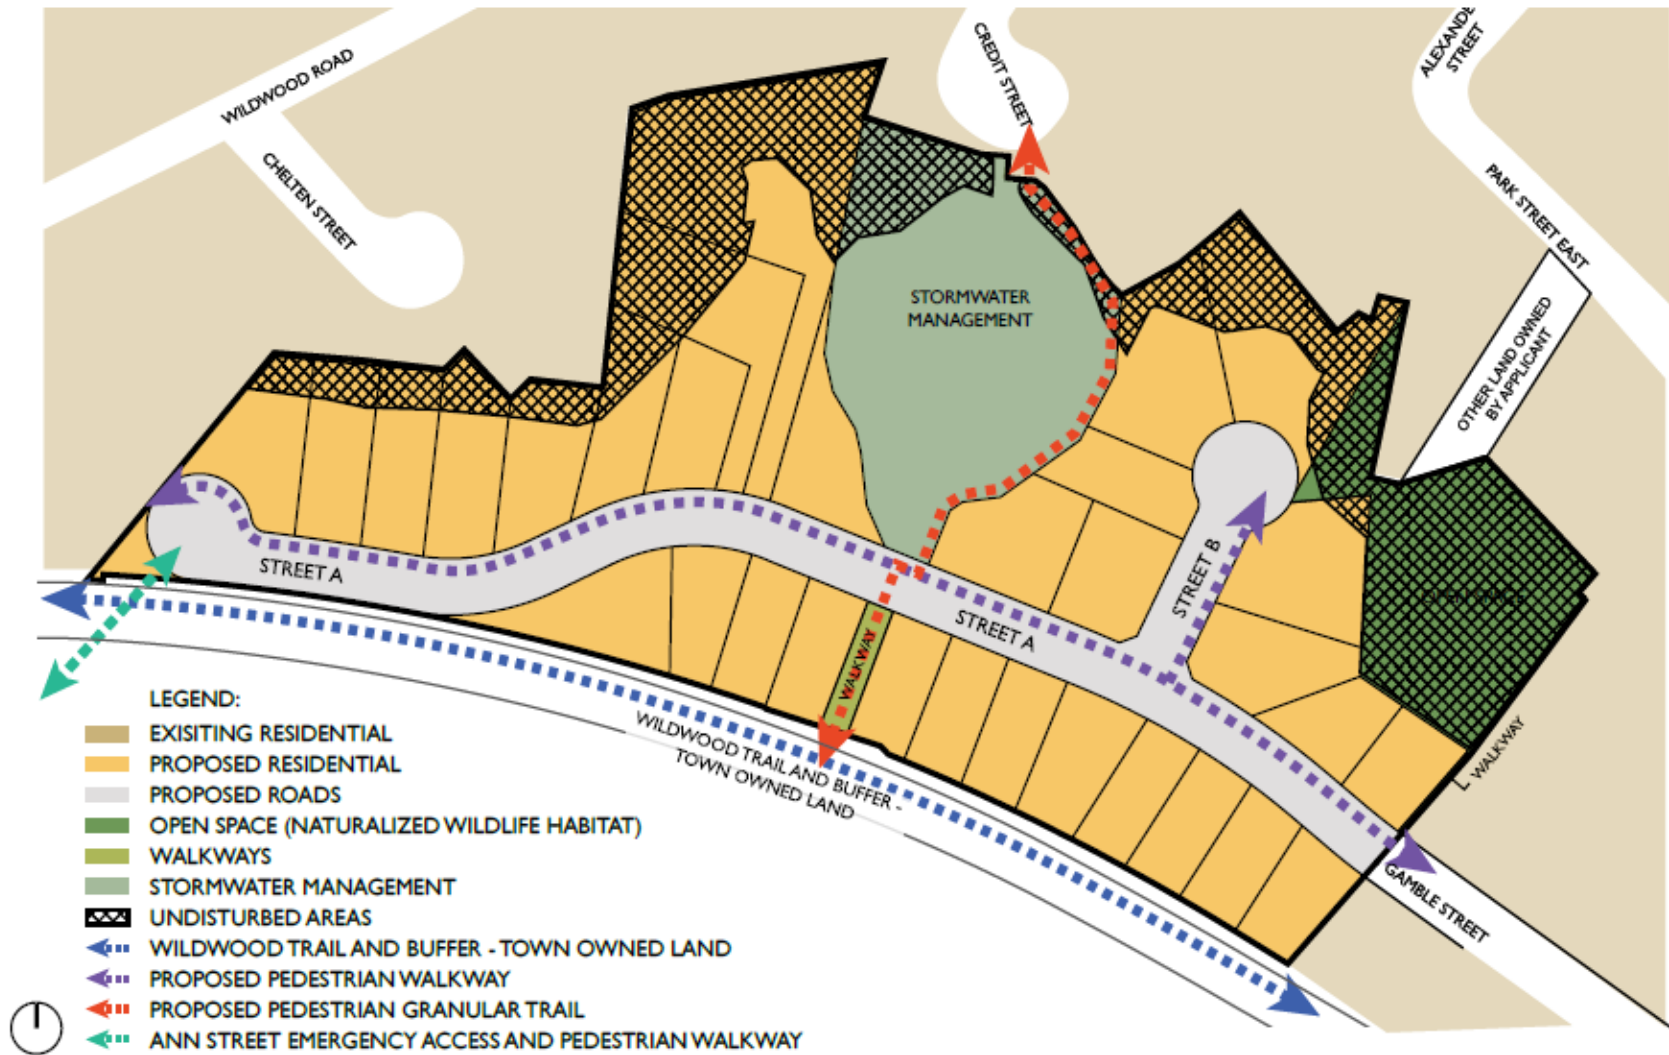 WILDWOOD ROAD
CHELTEN STREET
CREDIT STREET
STREET
PARK STREET EAST
OTHER LAND OWNED
BY APPLICANT
STORMWATER
MANAGEMENT
STREET A
STREET A
STREET B
WALKWAY
WALKWAY
GAMBLE STREET
WILDWOOD TRAIL AND BUFFER -
TOWN OWNED LAND
LEGEND:
EXISITING RESIDENTIAL
PROPOSED RESIDENTIAL
PROPOSED ROADS
OPEN SPACE (NATURALIZED WILDLIFE HABITAT)
WALKWAYS
STORMWATER MANAGEMENT
UNDISTURBED AREAS
WILDWOOD TRAIL AND BUFFER - TOWN OWNED LAND
PROPOSED PEDESTRIAN WALKWAY
PROPOSED PEDESTRIAN GRANULAR TRAIL
ANN STREET EMERGENCY ACCESS AND PEDESTRIAN WALKWAY